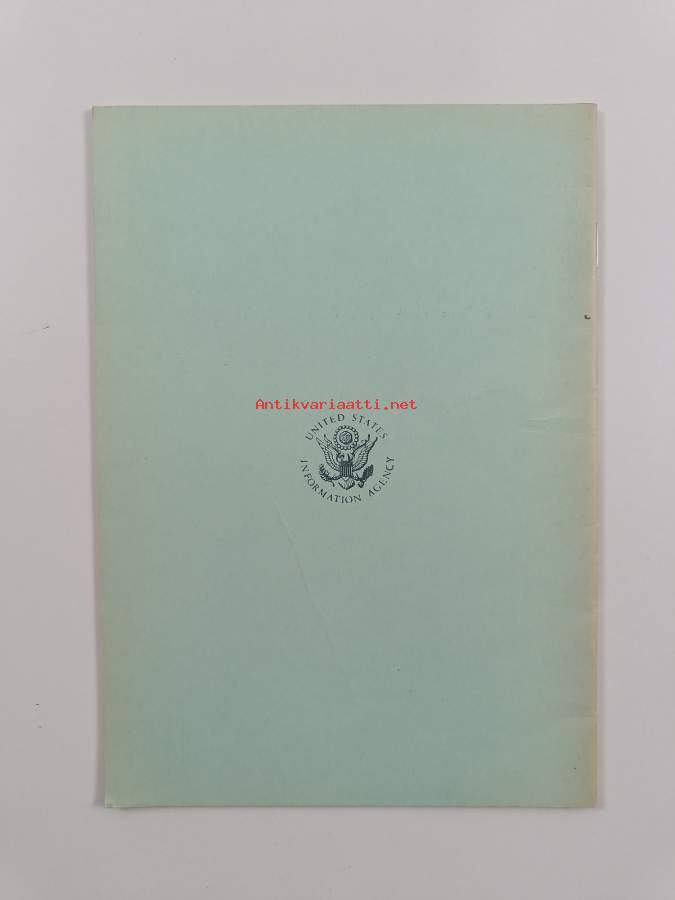 Antikvariaatti.net
UNITED STATES
INFORMATION AGENCY